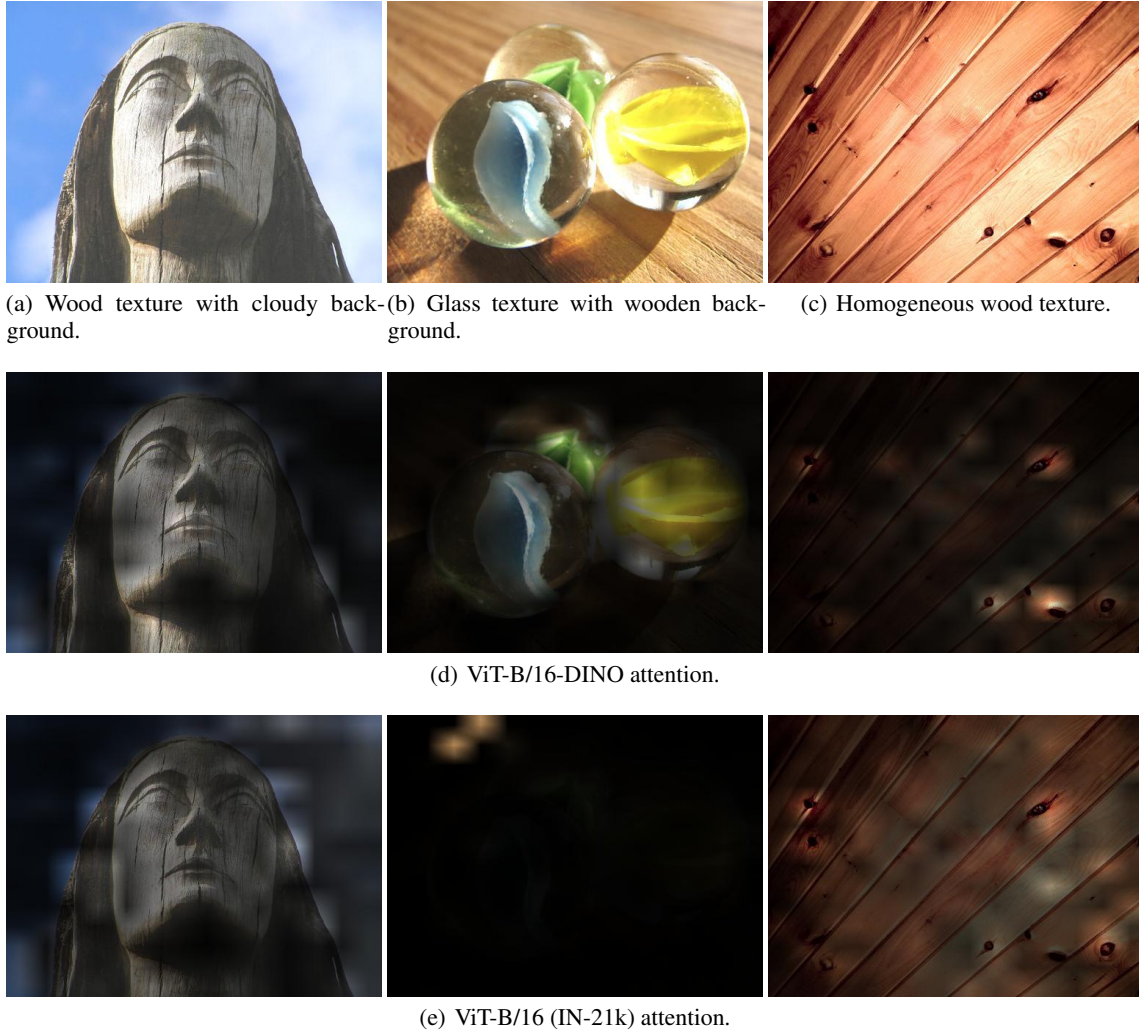 (a) Wood texture with cloudy back-
ground.
(b) Glass texture with wooden back-
ground.
(c) Homogeneous wood texture.
(d) ViT-B/16-DINO attention.
(e) ViT-B/16 (IN-21k) attention.